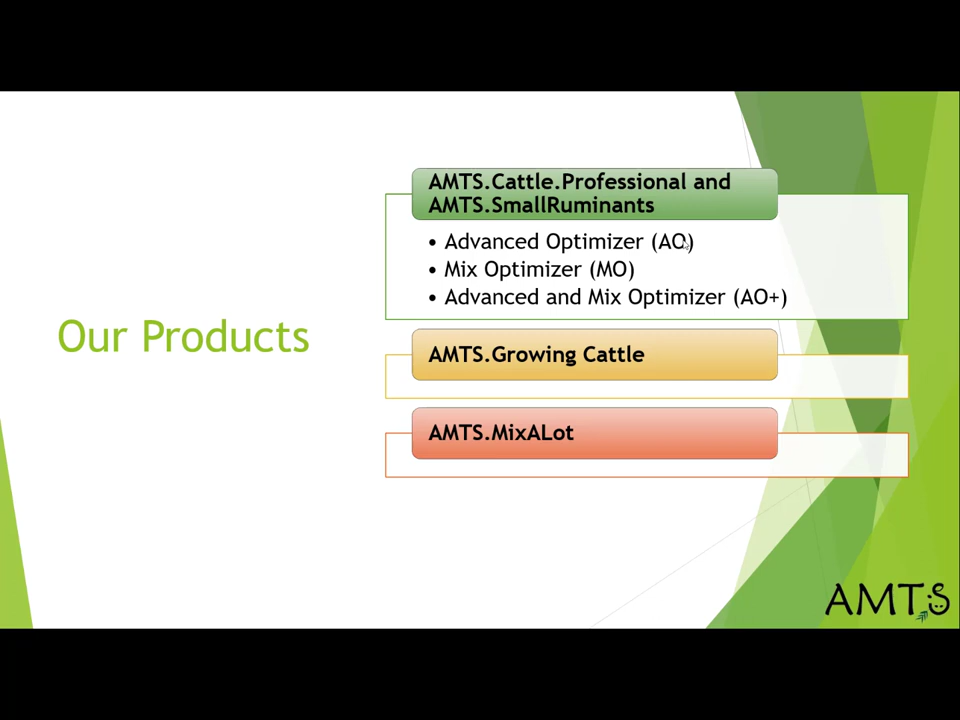 Our Products
AMTS.Cattle.Professional and
AMTS.SmallRuminants
• Advanced Optimizer (AO)
• Mix Optimizer (MO)
• Advanced and Mix Optimizer (AO+)
AMTS.Growing Cattle
AMTS.MixALot
AMTS